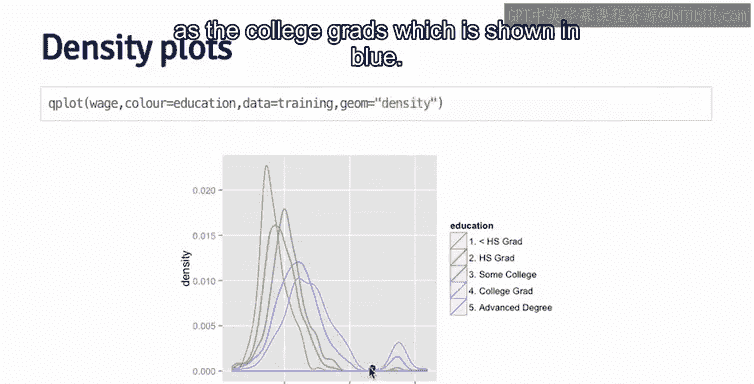 as the college grads which is shown in
blue.
Density plots
qplot(wage,colour=education,data=training,geom="density")
0.020
0.015
0.010
0.005
0.000
density
education
1. < HS Grad
2. HS Grad
3. Some College
4. College Grad
5. Advanced Degree